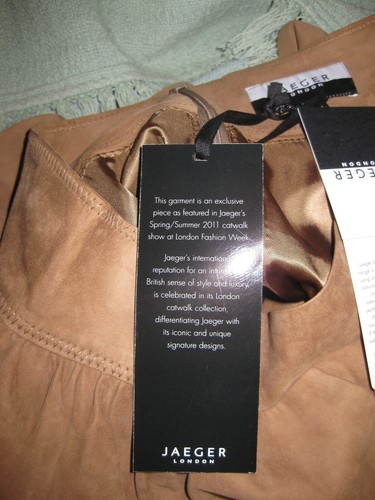 JAEGER
LONDON
JAEGER
LONDON
This garment is an exclusive
piece as featured in Jaeger's
Spring/Summer 2011 catwalk
show at London Fashion Week.
Jaeger's international
reputation for an
British sense of style and luxury,
is celebrated in its London
catwalk collection,
differentiating Jaeger with
its iconic and unique
signature designs.
JAEGER
LONDON